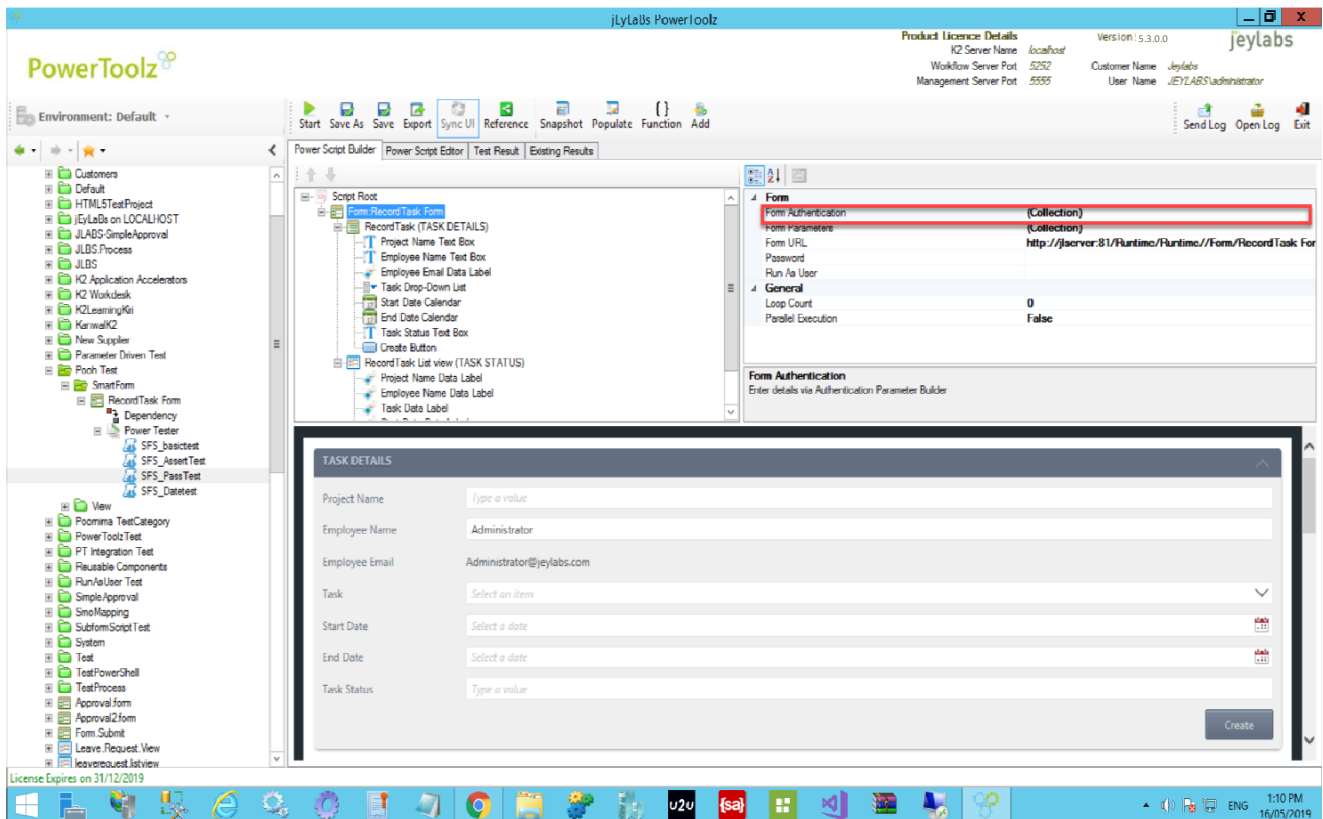 jLyLaBs PowerToolz
PowerToolz
Product Licence Details
K2 Server Name localhost
Workflow Server Port 5252
Management Server Port 5555
Version : 5.3.0.0
Customer Name Jeylabs
User Name JEYLABS\administrator
jeylabs
Environment: Default
Start Save As Save Export Sync UI Reference Snapshot Populate Function Add
Send Log Open Log Exit
Power Script Builder Power Script Editor Test Result Existing Results
Customers
Default
HTML5TestProject
jEyLaBs on LOCALHOST
JLABS-SimpleApproval
JLBS.Process
JLBS
K2 Application Accelerators
K2 Workdesk
K2LearningKiri
KanwalK2
New Supplier
Parameter Driven Test
Pooh Test
SmartForm
RecordTask Form
Dependency
Power Tester
SFS_basictest
SFS_AssertTest
SFS_PassTest
SFS_Datetest
View
Poornima TestCategory
PowerToolzTest
PT Integration Test
Reusable Components
RunAsUser Test
SimpleApproval
SmoMapping
SubformScriptTest
System
Test
TestPowerShell
TestProcess
Approval.form
Approval2.form
Form.Submit
Leave.Request.View
leaverequest.listview
Script Root
Form:RecordTask Form
RecordTask (TASK DETAILS)
Project Name Text Box
Employee Name Text Box
Employee Email Data Label
Task Drop-Down List
Start Date Calendar
End Date Calendar
Task Status Text Box
Create Button
RecordTask List view (TASK STATUS)
Project Name Data Label
Employee Name Data Label
Task Data Label
Form
Form Authentication (Collection)
Form Parameters (Collection)
Form URL http://jlserver:81/Runtime/Runtime//Form/RecordTask For
Password
Run As User
General
Loop Count 0
Parallel Execution False
Form Authentication
Enter details via Authentication Parameter Builder
TASK DETAILS
Project Name Type a value
Employee Name Administrator
Employee Email Administrator@jeylabs.com
Task Select an item
Start Date Select a date
End Date Select a date
Task Status Type a value
Create
License Expires on 31/12/2019
u2u {sa}
ENG 1:10 PM
16/05/2019